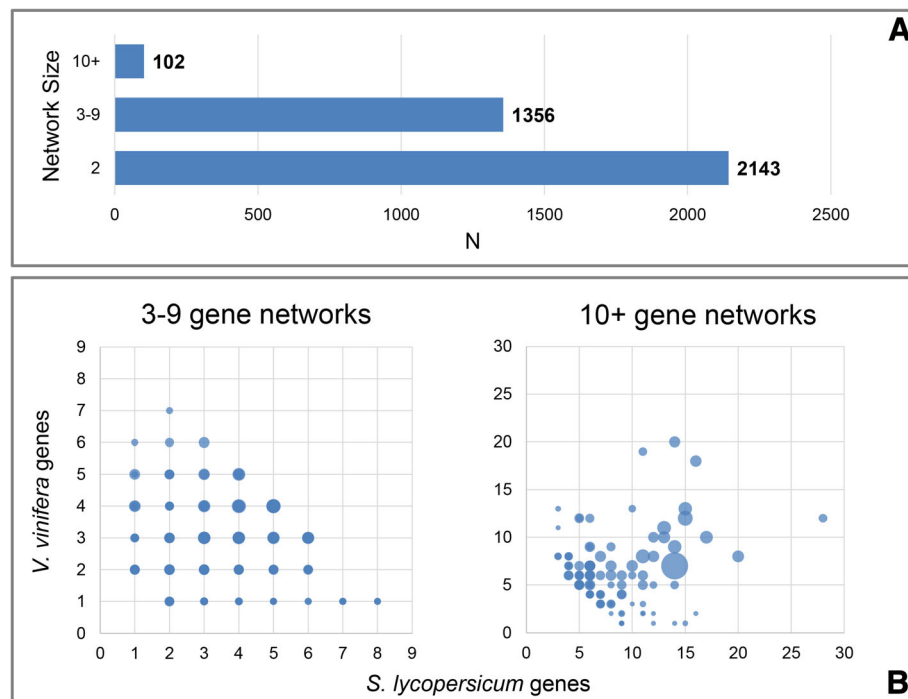 A
Network Size
10+
102
3-9
1356
2
2143
0 500 1000 1500 2000 2500
N
3-9 gene networks
10+ gene networks
V. vinifera genes
9
8
7
6
5
4
3
2
1
0
0 1 2 3 4 5 6 7 8 9
30
25
20
15
10
5
0
0 5 10 15 20 25 30
S. lycopersicum genes
B